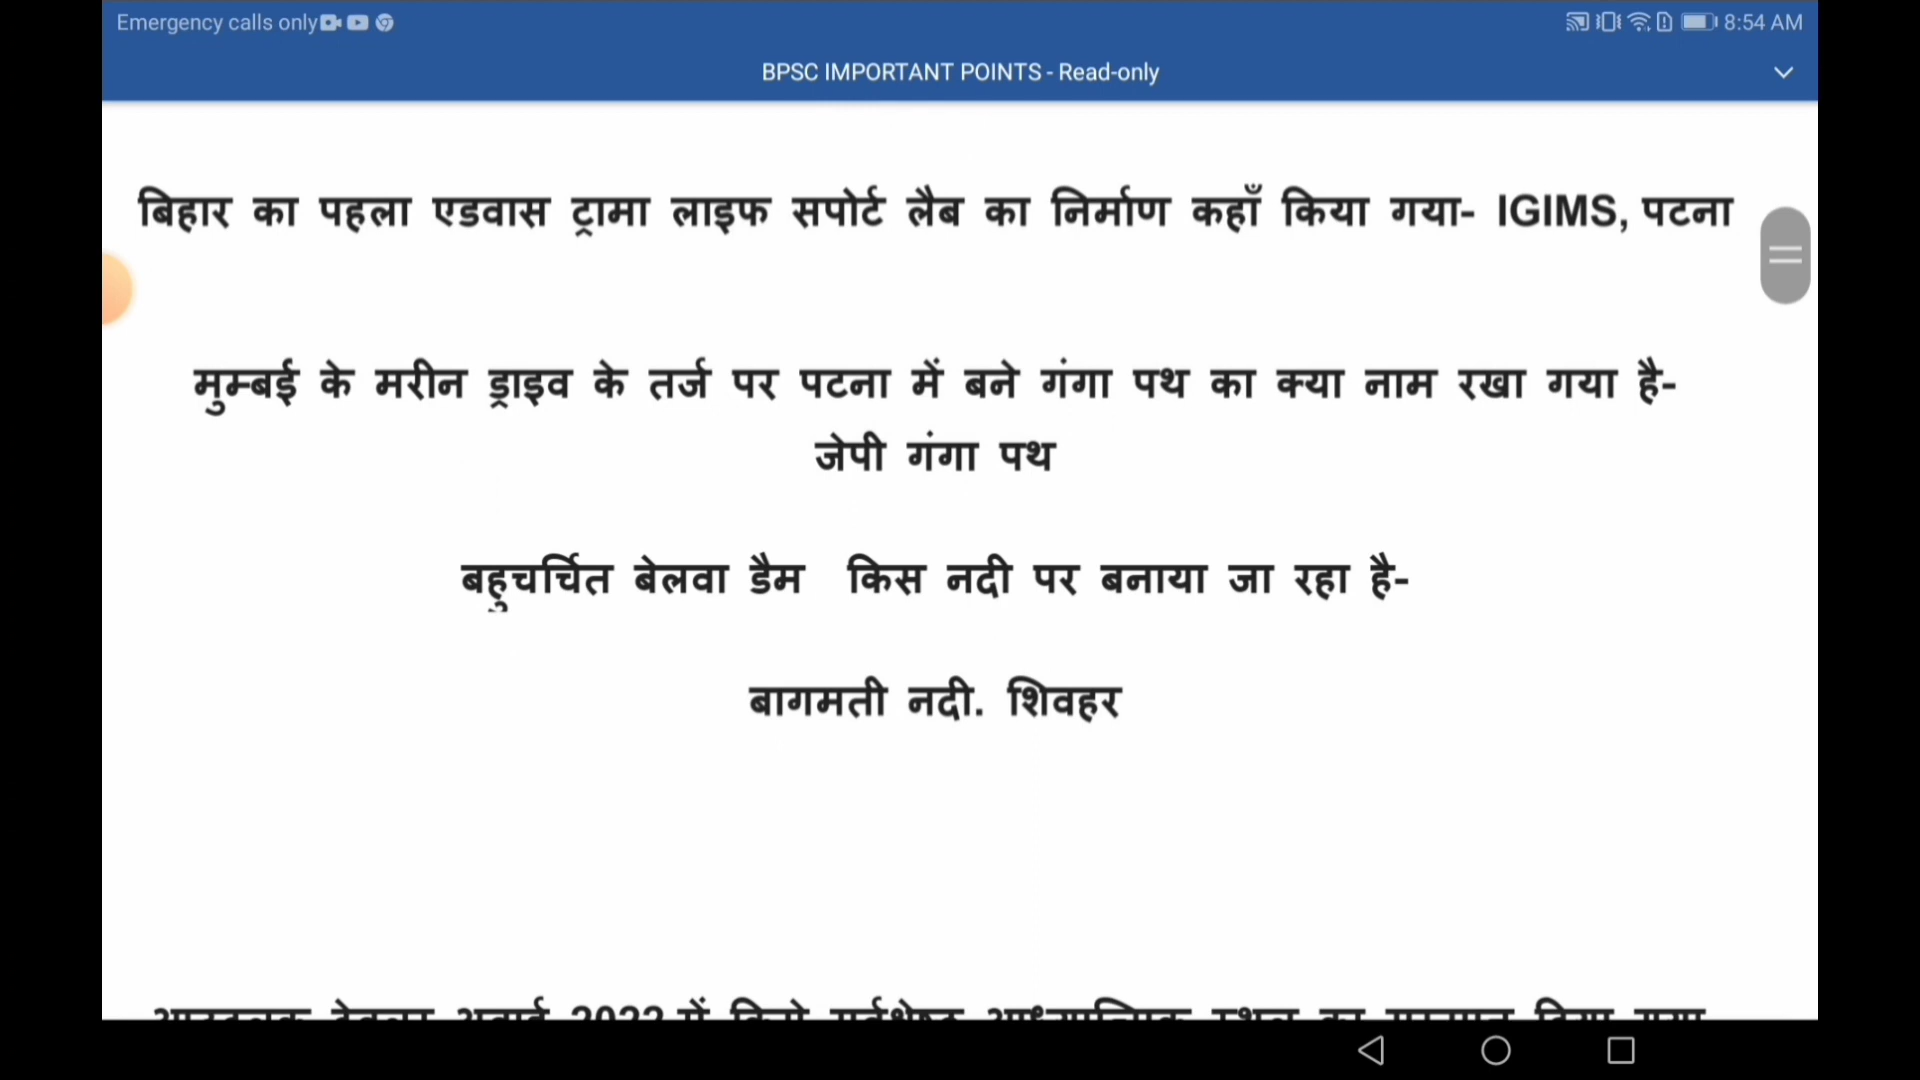 Emergency calls only
8:54 AM
BPSC IMPORTANT POINTS - Read-only
बिहार का पहला एडवास ट्रामा लाइफ सपोर्ट लैब का निर्माण कहाँ किया गया- IGIMS, पटना
मुम्बई के मरीन ड्राइव के तर्ज पर पटना में बने गंगा पथ का क्या नाम रखा गया है-
जेपी गंगा पथ
बहुचर्चित बेलवा डैम किस नदी पर बनाया जा रहा है-
बागमती नदी. शिवहर
2022 में